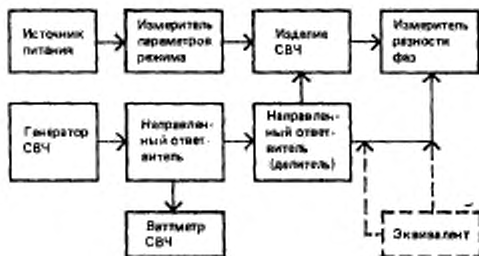 Источник
питания
Измеритель
параметров
режима
Изделие
СВЧ
Измеритель
разности
фаз
Генератор
СВЧ
Направлен-
ный ответ-
витель
Направлен-
ный ответ-
витель
(делитель)
Ваттметр
СВЧ
Эквивалент